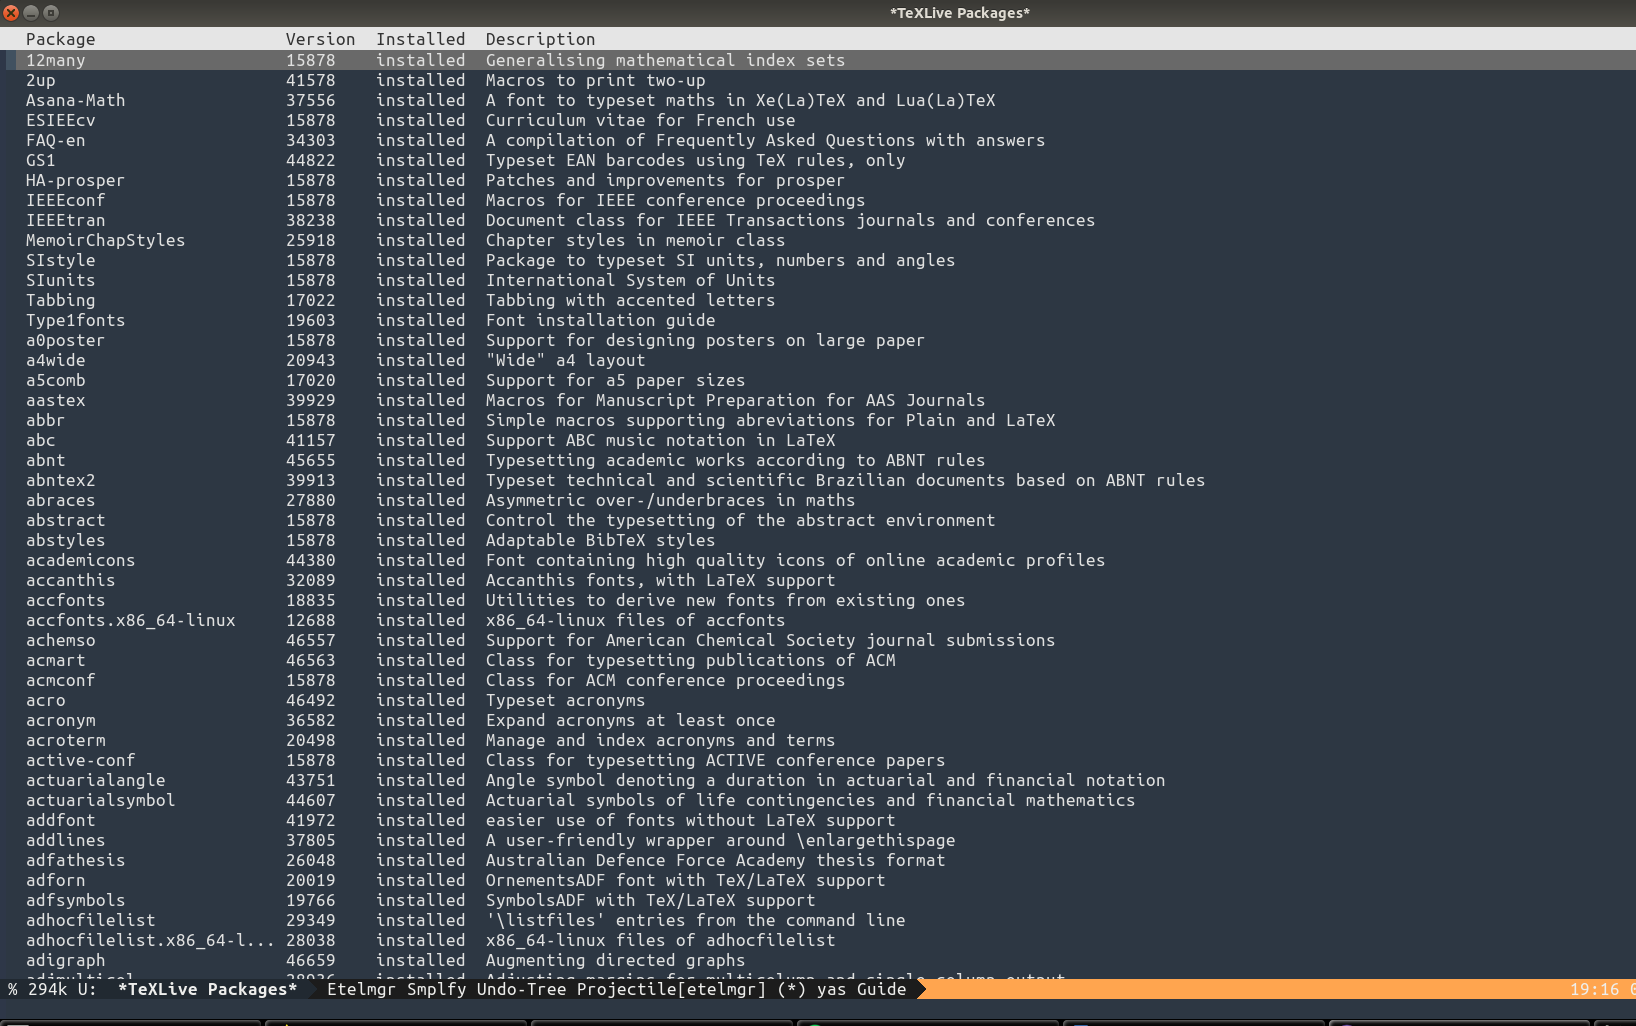 *TeXLive Packages*
Package Version Installed Description
12many 15878 installed Generalising mathematical index sets
2up 41578 installed Macros to print two-up
Asana-Math 37556 installed A font to typeset maths in Xe(La)TeX and Lua(La)TeX
ESIEEcv 15878 installed Curriculum vitae for French use
FAQ-en 34303 installed A compilation of Frequently Asked Questions with answers
GS1 44822 installed Typeset EAN barcodes using TeX rules, only
HA-prosper 15878 installed Patches and improvements for prosper
IEEEconf 15878 installed Macros for IEEE conference proceedings
IEEEtran 38238 installed Document class for IEEE Transactions journals and conferences
MemoirChapStyles 25918 installed Chapter styles in memoir class
SIstyle 15878 installed Package to typeset SI units, numbers and angles
SIunits 15878 installed International System of Units
Tabbing 17022 installed Tabbing with accented letters
Type1fonts 19603 installed Font installation guide
a0poster 15878 installed Support for designing posters on large paper
a4wide 20943 installed "Wide" a4 layout
a5comb 17020 installed Support for a5 paper sizes
aastex 39929 installed Macros for Manuscript Preparation for AAS Journals
abbr 15878 installed Simple macros supporting abreviations for Plain and LaTeX
abc 41157 installed Support ABC music notation in LaTeX
abnt 45655 installed Typesetting academic works according to ABNT rules
abntex2 39913 installed Typeset technical and scientific Brazilian documents based on ABNT rules
abraces 27880 installed Asymmetric over-/underbraces in maths
abstract 15878 installed Control the typesetting of the abstract environment
abstyles 15878 installed Adaptable BibTeX styles
academicons 44380 installed Font containing high quality icons of online academic profiles
accanthis 32089 installed Accanthis fonts, with LaTeX support
accfonts 18835 installed Utilities to derive new fonts from existing ones
accfonts.x86_64-linux 12688 installed x86_64-linux files of accfonts
achemso 46557 installed Support for American Chemical Society journal submissions
acmart 46563 installed Class for typesetting publications of ACM
acmconf 15878 installed Class for ACM conference proceedings
acro 46492 installed Typeset acronyms
acronym 36582 installed Expand acronyms at least once
acroterm 20498 installed Manage and index acronyms and terms
active-conf 15878 installed Class for typesetting ACTIVE conference papers
actuarialangle 43751 installed Angle symbol denoting a duration in actuarial and financial notation
actuarialsymbol 44607 installed Actuarial symbols of life contingencies and financial mathematics
addfont 41972 installed easier use of fonts without LaTeX support
addlines 37805 installed A user-friendly wrapper around \enlargethispage
adfathesis 26048 installed Australian Defence Force Academy thesis format
adforn 20019 installed OrnementsADF font with TeX/LaTeX support
adfsymbols 19766 installed SymbolsADF with TeX/LaTeX support
adhocfilelist 29349 installed '\listfiles' entries from the command line
adhocfilelist.x86_64-l... 28038 installed x86_64-linux files of adhocfilelist
adigraph 46659 installed Augmenting directed graphs
adjmulticol 28936 installed Adjusting margins for multicolumn and single column output
% 294k U: *TeXLive Packages* Etelmgr Smplfy Undo-Tree Projectile[etelmgr] (*) yas Guide 19:16